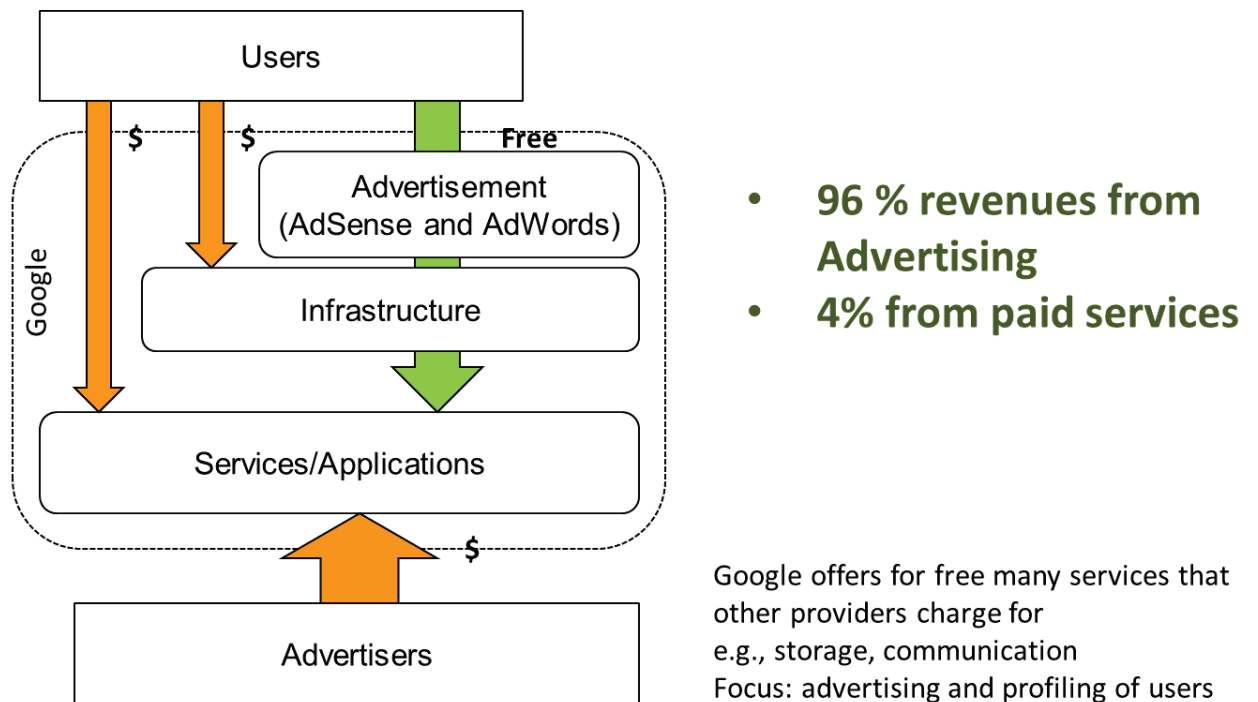 Users
$
$
Free
Advertisement
(AdSense and AdWords)
Google
Infrastructure
Services/Applications
$
Advertisers
• 96 % revenues from
Advertising
• 4% from paid services
Google offers for free many services that
other providers charge for
e.g., storage, communication
Focus: advertising and profiling of users